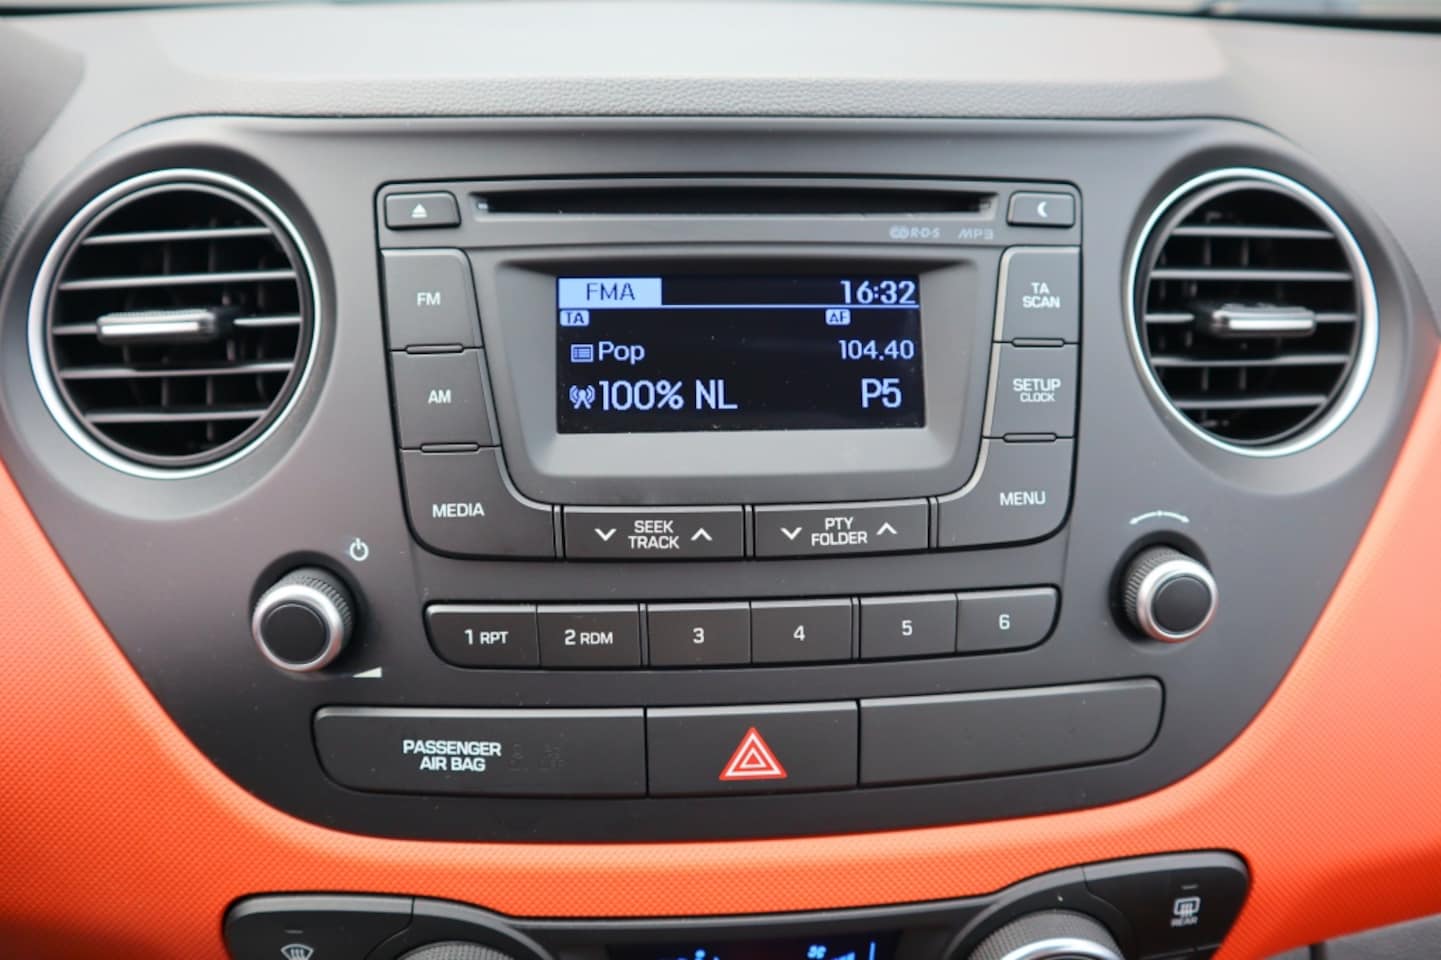 R·D·S MP3
FMA 16:32
TA AF
Pop 104.40
100% NL P5
FM
AM
MEDIA
TA
SCAN
SETUP
CLOCK
MENU
SEEK
TRACK
PTY
FOLDER
1 RPT
2 RDM
3
4
5
6
PASSENGER
AIR BAG
REAR